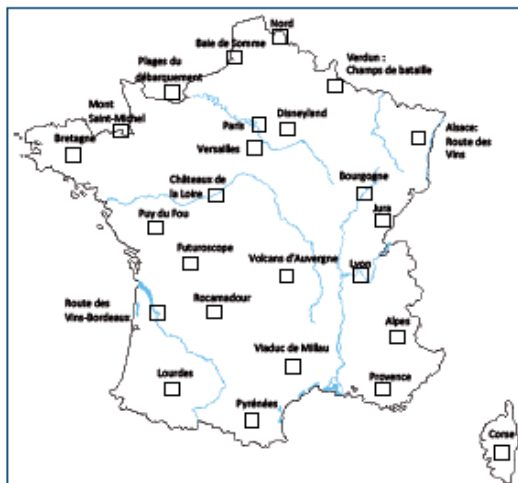 Nord
Baie de Somme
Plages du
débarquement
Verdun :
Champs de bataille
Mont
Saint-Michel
Paris
Disneyland
Alsace:
Route des
Vins
Bretagne
Versailles
Châteaux de
la Loire
Bourgogne
Puy du Fou
Jura
Futuroscope
Volcans d'Auvergne
Lyon
Route des
Vins-Bordeaux
Rocamadour
Alpes
Viaduc de Millau
Lourdes
Provence
Pyrénées
Corse